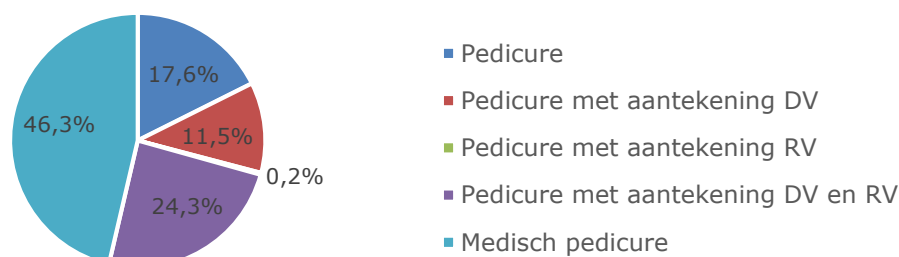 17,6%
46,3%
11,5%
0,2%
24,3%
Pedicure
Pedicure met aantekening DV
Pedicure met aantekening RV
Pedicure met aantekening DV en RV
Medisch pedicure